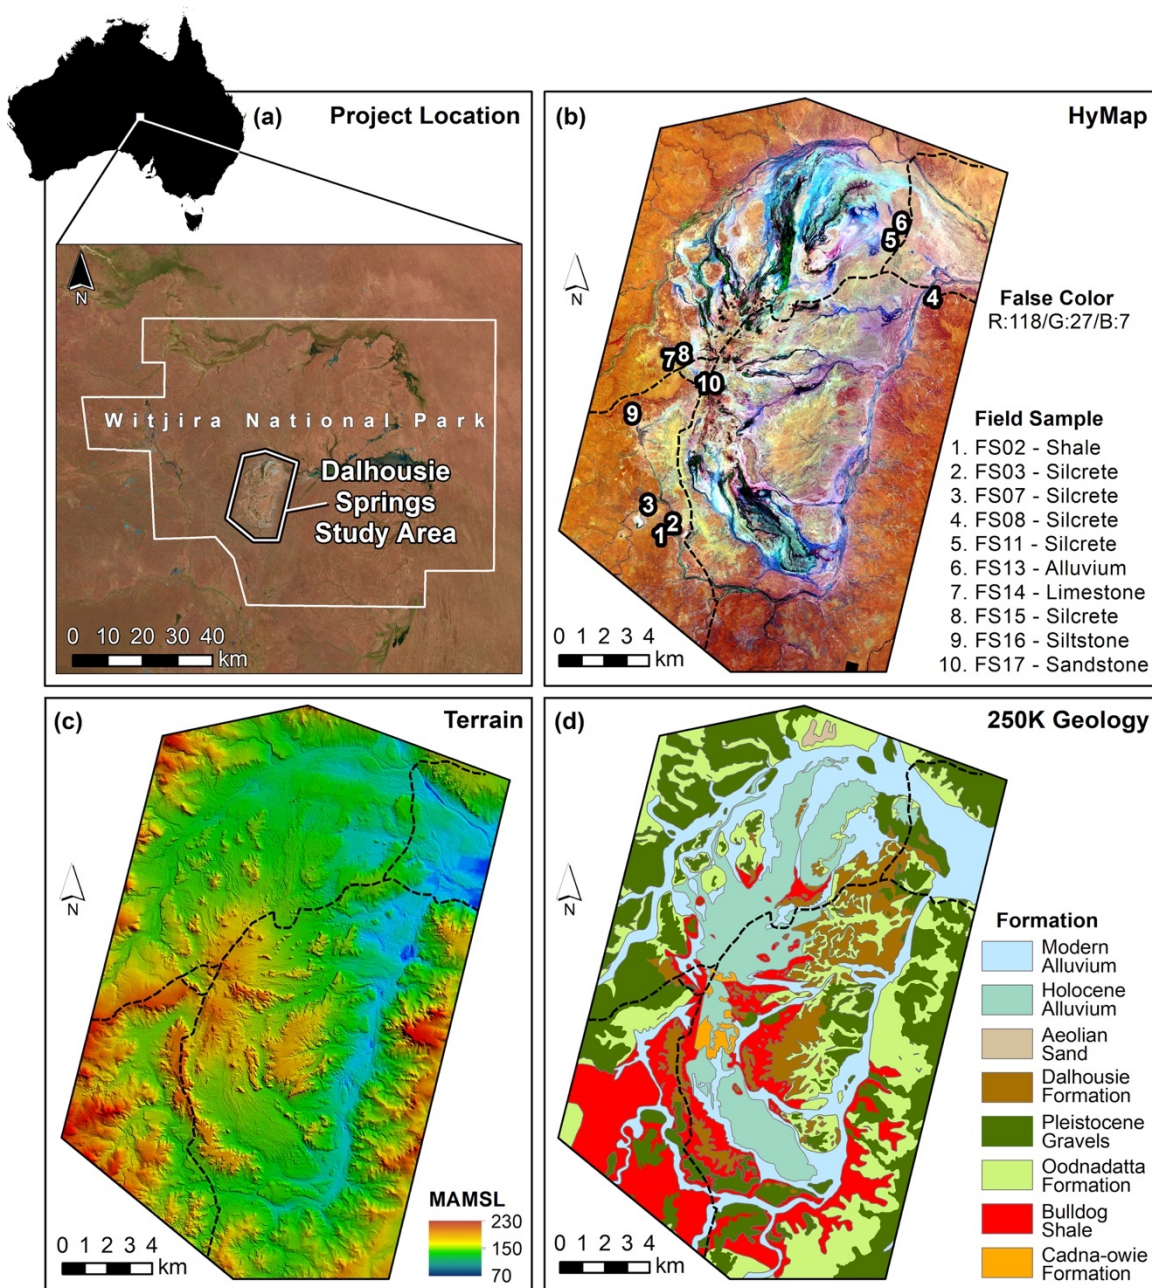 (a) Project Location
N
Witjira National Park
Dalhousie
Springs
Study Area
0 10 20 30 40
km
(b) HyMap
N
6
5
4
8
7
10
9
3
2
1
False Color
R:118/G:27/B:7
Field Sample
1. FS02 - Shale
2. FS03 - Silcrete
3. FS07 - Silcrete
4. FS08 - Silcrete
5. FS11 - Silcrete
6. FS13 - Alluvium
7. FS14 - Limestone
8. FS15 - Silcrete
9. FS16 - Siltstone
10. FS17 - Sandstone
0 1 2 3 4
km
(c) Terrain
N
MAMSL
230
150
70
0 1 2 3 4
km
(d) 250K Geology
N
Formation
Modern
Alluvium
Holocene
Alluvium
Aeolian
Sand
Dalhousie
Formation
Pleistocene
Gravels
Oodnadatta
Formation
Bulldog
Shale
Cadna-owie
Formation
0 1 2 3 4
km